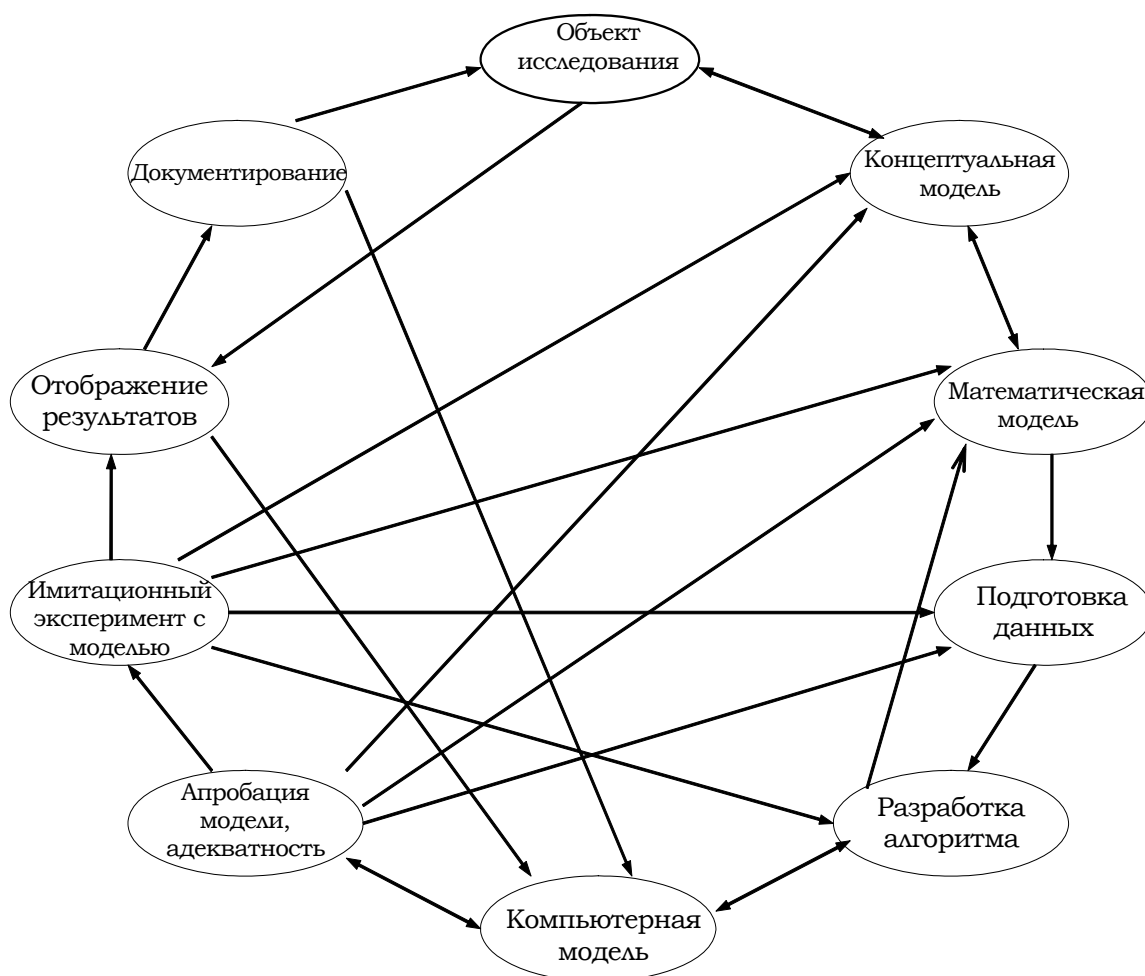 Объект
исследования
Документирование
Концептуальная
модель
Отображение
результатов
Математическая
модель
Имитационный
эксперимент с
моделью
Подготовка
данных
Апробация
модели,
адекватность
Разработка
алгоритма
Компьютерная
модель